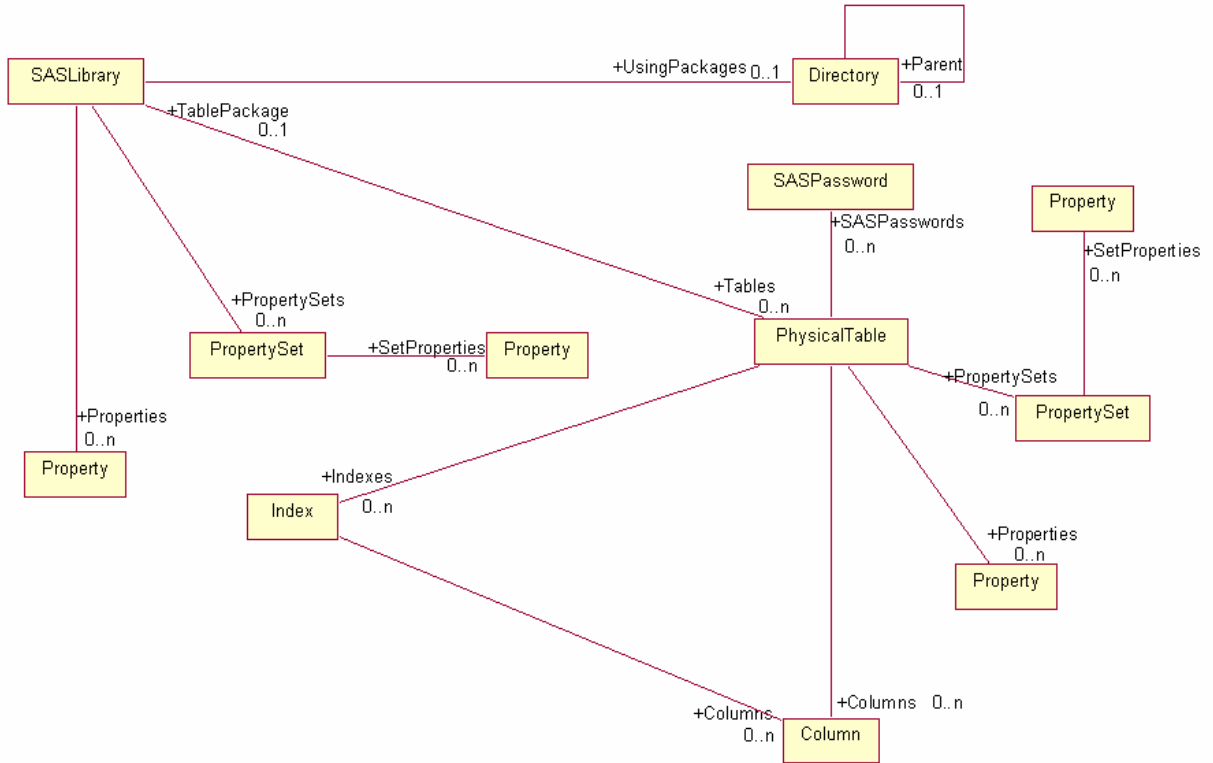 +Parent
SASLibrary
+UsingPackages
0..1
Directory
0..1
+TablePackage
0..1
SASPassword
+SASPasswords
0..n
Property
+SetProperties
0..n
+Tables
0..n
+PropertySets
0..n
PropertySet
+SetProperties
0..n
Property
PhysicalTable
+PropertySets
0..n
PropertySet
+Properties
0..n
Property
+Indexes
0..n
Index
+Properties
0..n
Property
+Columns
0..n
+Columns 0..n
Column